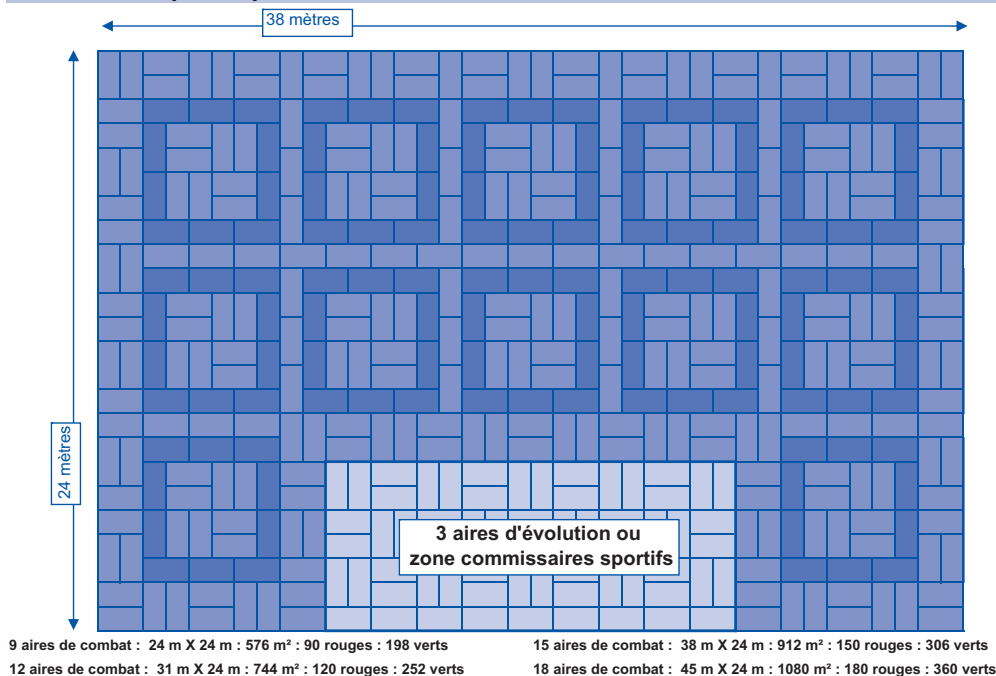 38 mètres
24 mètres
3 aires d'évolution ou
zone commissaires sportifs
9 aires de combat : 24 m X 24 m : 576 m² : 90 rouges : 198 verts
15 aires de combat : 38 m X 24 m : 912 m² : 150 rouges : 306 verts
12 aires de combat : 31 m X 24 m : 744 m² : 120 rouges : 252 verts
18 aires de combat : 45 m X 24 m : 1080 m² : 180 rouges : 360 verts